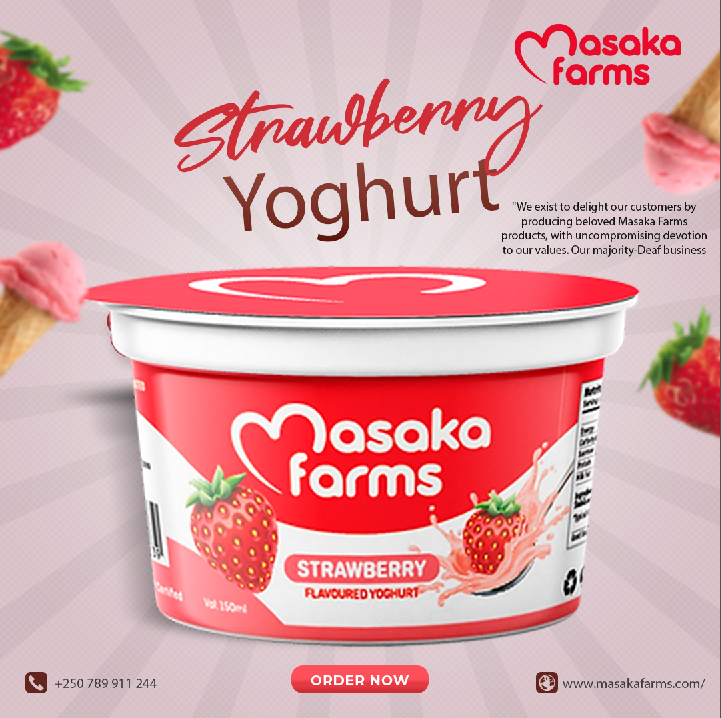 Masaka
farms
Strawberry
Yoghurt
"We exist to delight our customers by
producing beloved Masaka Farms
products, with uncompromising devotion
to our values. Our majority-Deaf business
Masaka
farms
STRAWBERRY
FLAVOURED YOGHURT
Vol: 150ml
Certified
Energy
+250 789 911 244
ORDER NOW
www.masakafarms.com/